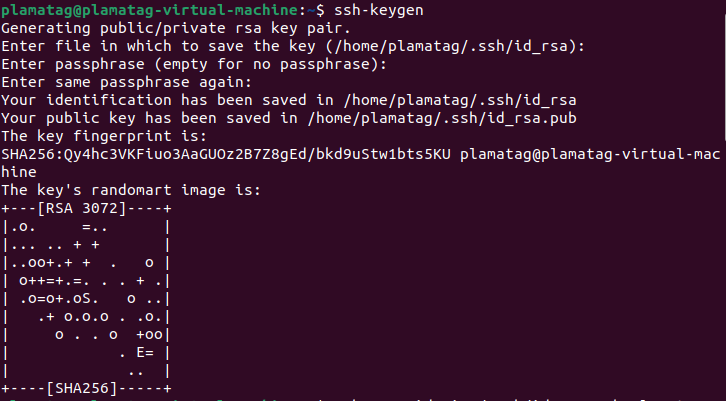 plamatag@plamatag-virtual-machine:~$ ssh-keygen
Generating public/private rsa key pair.
Enter file in which to save the key (/home/plamatag/.ssh/id_rsa):
Enter passphrase (empty for no passphrase):
Enter same passphrase again:
Your identification has been saved in /home/plamatag/.ssh/id_rsa
Your public key has been saved in /home/plamatag/.ssh/id_rsa.pub
The key fingerprint is:
SHA256:Qy4hc3VKFiuo3AaGUOz2B7Z8gEd/bkd9uStw1bts5KU plamatag@plamatag-virtual-mac
hine
The key's randomart image is:
+---[RSA 3072]----+
|.o.     =..      |
|... .. + +       |
|..oo+.+ +  .   o |
| o++=+.=. . . + .|
| .o=o+.oS.   o ..|
|   .+ o.o.o . .o.|
|     o . . o  +oo|
|            . E= |
|             ..  |
+----[SHA256]-----+